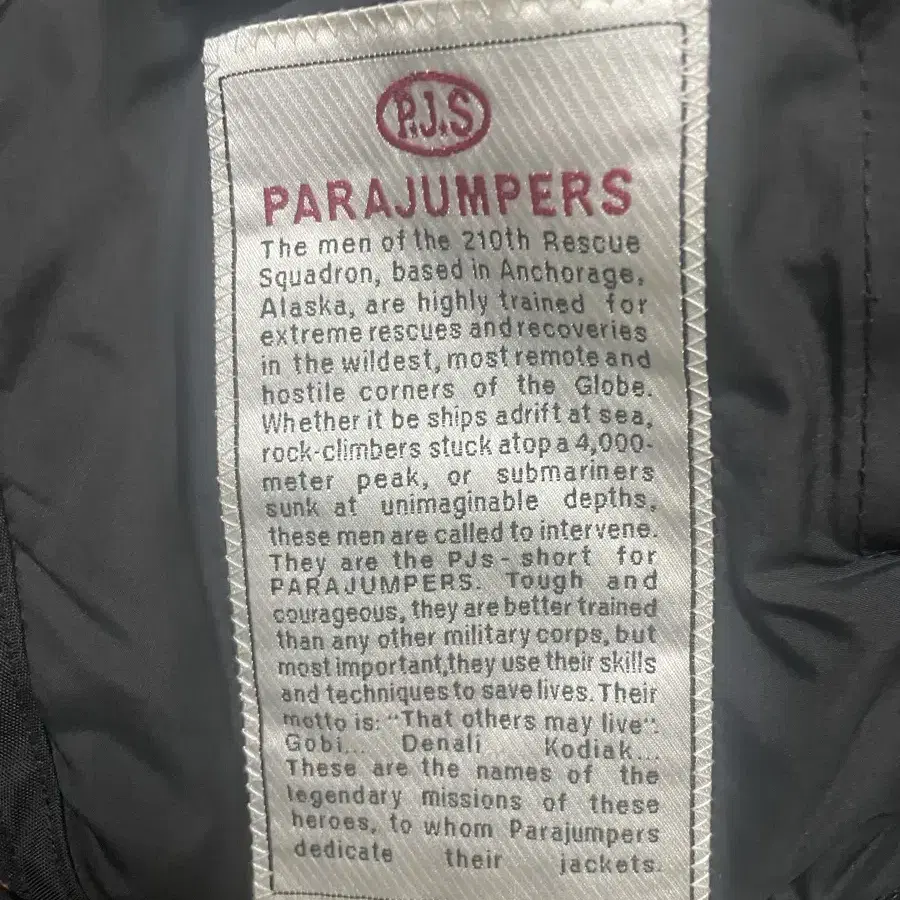 P.J.S
PARAJUMPERS
The men of the 210th Rescue
Squadron, based in Anchorage,
Alaska, are highly trained for
extreme rescues and recoveries
in the wildest, most remote and
hostile corners of the Globe.
Whether it be ships adrift at sea,
rock-climbers stuck atop a 4,000-
meter peak, or submariners
sunk at unimaginable depths,
these men are called to intervene.
They are the PJs - short for
PARAJUMPERS. Tough and
courageous, they are better trained
than any other military corps, but
most important,they use their skills
and techniques to save lives. Their
motto is: "That others may live".
Gobi... Denali Kodiak...
These are the names of the
legendary missions of these
heroes, to whom Parajumpers
dedicate their jackets.